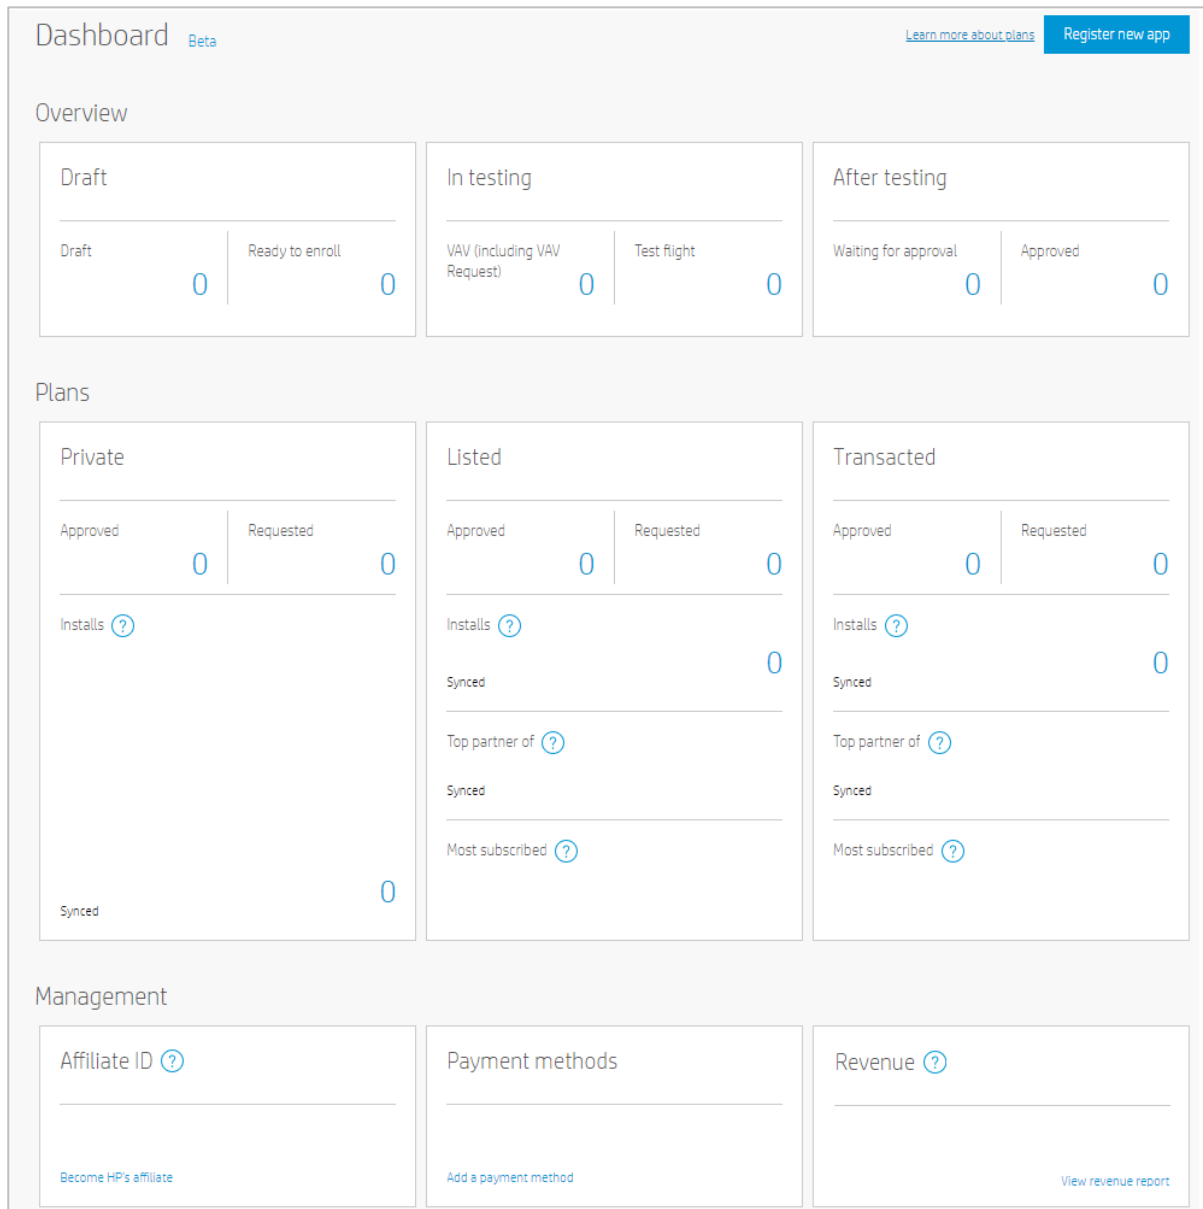 Dashboard Beta Learn more about plans Register new app
Overview
Draft
Draft 0 Ready to enroll 0
In testing
VAV (including VAV
Request) 0 Test flight 0
After testing
Waiting for approval 0 Approved 0
Plans
Private
Approved 0 Requested 0
Installs ?
0
Synced
Listed
Approved 0 Requested 0
Installs ?
0
Synced
Top partner of ?
Synced
Most subscribed ?
Transacted
Approved 0 Requested 0
Installs ?
0
Synced
Top partner of ?
Synced
Most subscribed ?
Management
Affiliate ID ?
Become HP's affiliate
Payment methods
Add a payment method
Revenue ?
View revenue report